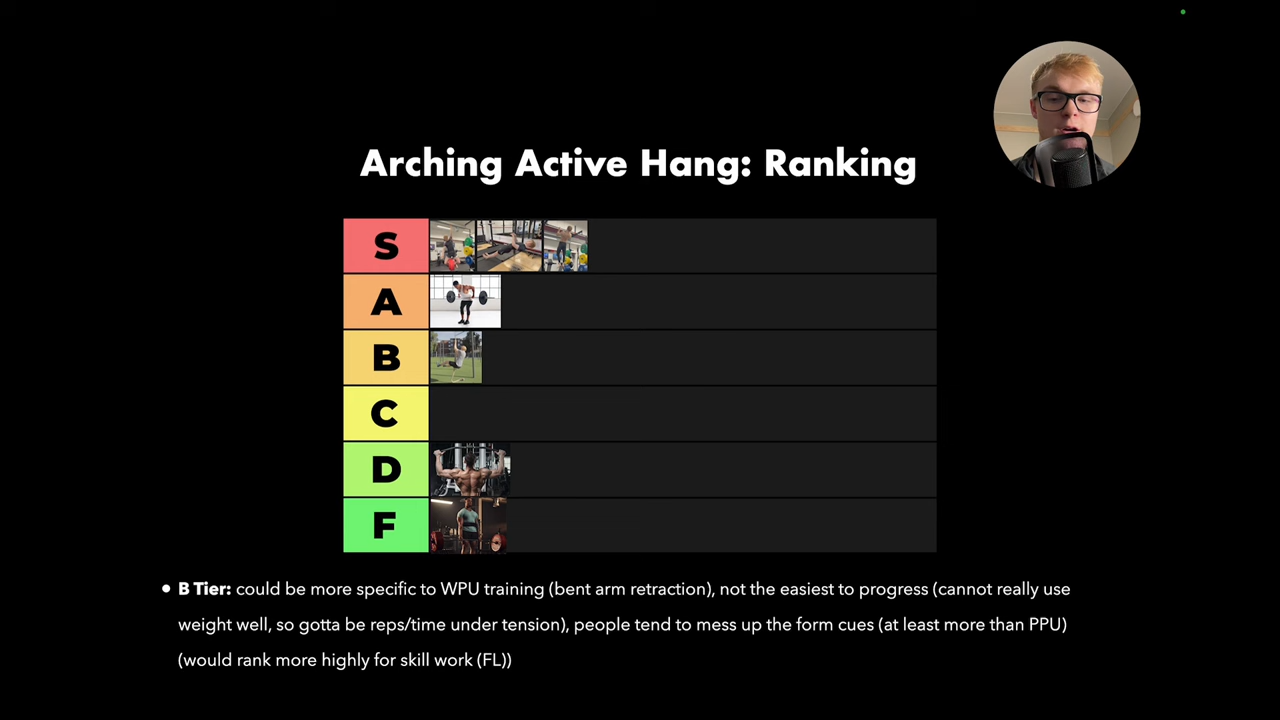 Arching Active Hang: Ranking
S
A
B
C
D
F
• B Tier: could be more specific to WPU training (bent arm retraction), not the easiest to progress (cannot really use
weight well, so gotta be reps/time under tension), people tend to mess up the form cues (at least more than PPU)
(would rank more highly for skill work (FL))